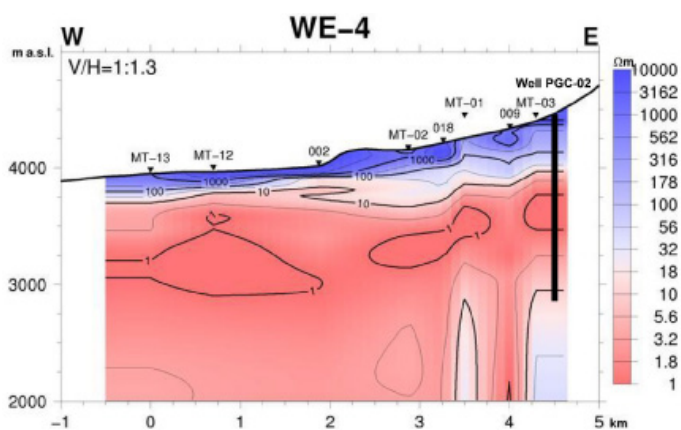 WE–4
W
E
m a.s.l.
V/H=1:1.3
Ωm
10000
3162
1000
562
316
178
100
56
32
18
10
5.6
3.2
1.8
1
Well PGC-02
MT-01
MT-03
009
018
MT-02
002
MT-12
MT-13
4000
3000
2000
1000
100
1000
10
100
10
1
1
1
1
-1
0
1
2
3
4
5
km